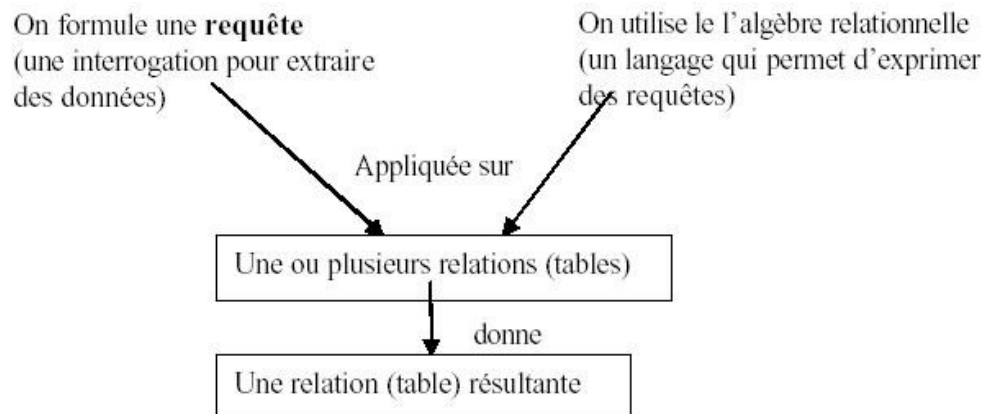 On formule une requête
(une interrogation pour extraire
des données)
On utilise le l'algèbre relationnelle
(un langage qui permet d'exprimer
des requêtes)
Appliquée sur
Une ou plusieurs relations (tables)
donne
Une relation (table) résultante